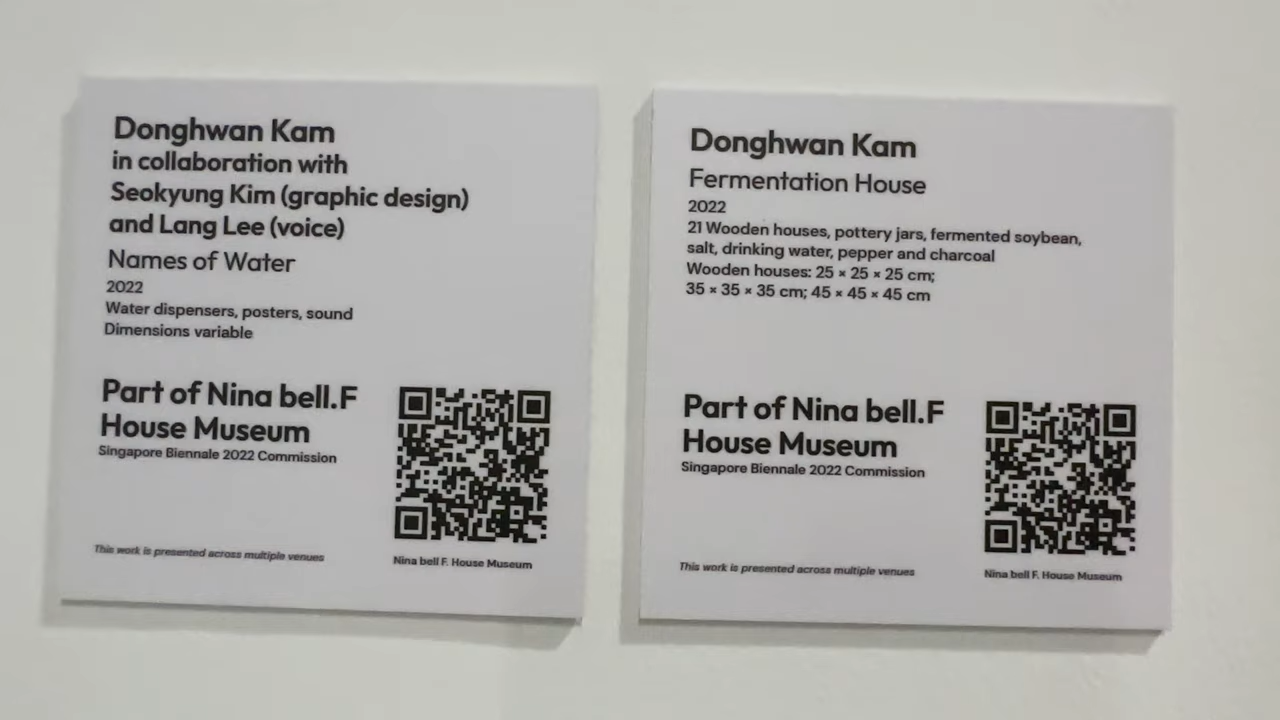 Donghwan Kam
in collaboration with
Seokyung Kim (graphic design)
and Lang Lee (voice)
Names of Water
2022
Water dispensers, posters, sound
Dimensions variable
Part of Nina bell.F
House Museum
Singapore Biennale 2022 Commission
This work is presented across multiple venues
Nina bell F. House Museum
Donghwan Kam
Fermentation House
2022
21 Wooden houses, pottery jars, fermented soybean,
salt, drinking water, pepper and charcoal
Wooden houses: 25 × 25 × 25 cm;
35 × 35 × 35 cm; 45 × 45 × 45 cm
Part of Nina bell.F
House Museum
Singapore Biennale 2022 Commission
This work is presented across multiple venues
Nina bell F. House Museum